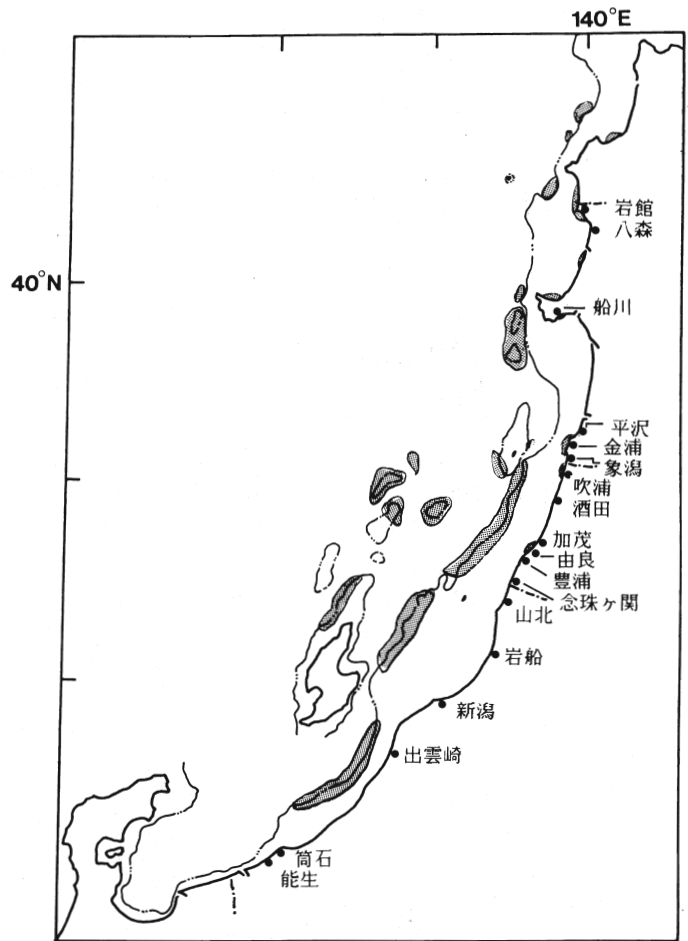 140°E
岩館
八森
40°N
船川
平沢
金浦
象潟
吹浦
酒田
加茂
由良
豊浦
念珠ヶ関
山北
岩船
新潟
出雲崎
筒石
能生